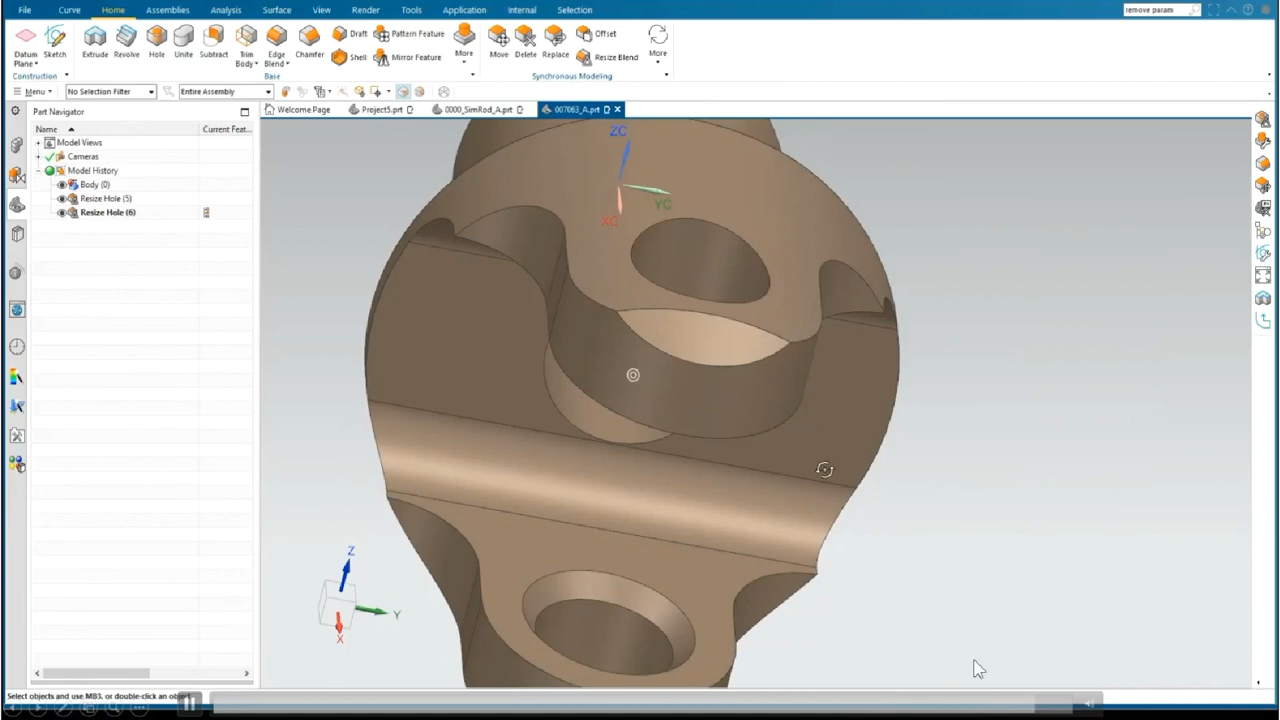 File Curve Home Assemblies Analysis Surface View Render Tools Application Internal Selection remove param
Datum Plane Sketch Extrude Revolve Hole Unite Subtract Trim Body Edge Blend Chamfer Draft Pattern Feature More Move Delete Replace Offset More
Shell Mirror Feature Resize Blend
Construction Base Synchronous Modeling
Menu No Selection Filter Entire Assembly
Part Navigator Welcome Page Project5.prt 0000_SimRod_A.prt 007063_A.prt
Name Current Feat...
Model Views
Cameras
Model History
Body (0)
Resize Hole (5)
Resize Hole (6)
ZC
YC
XC
Z
Y
X
Select objects and use MB3, or double-click an obje